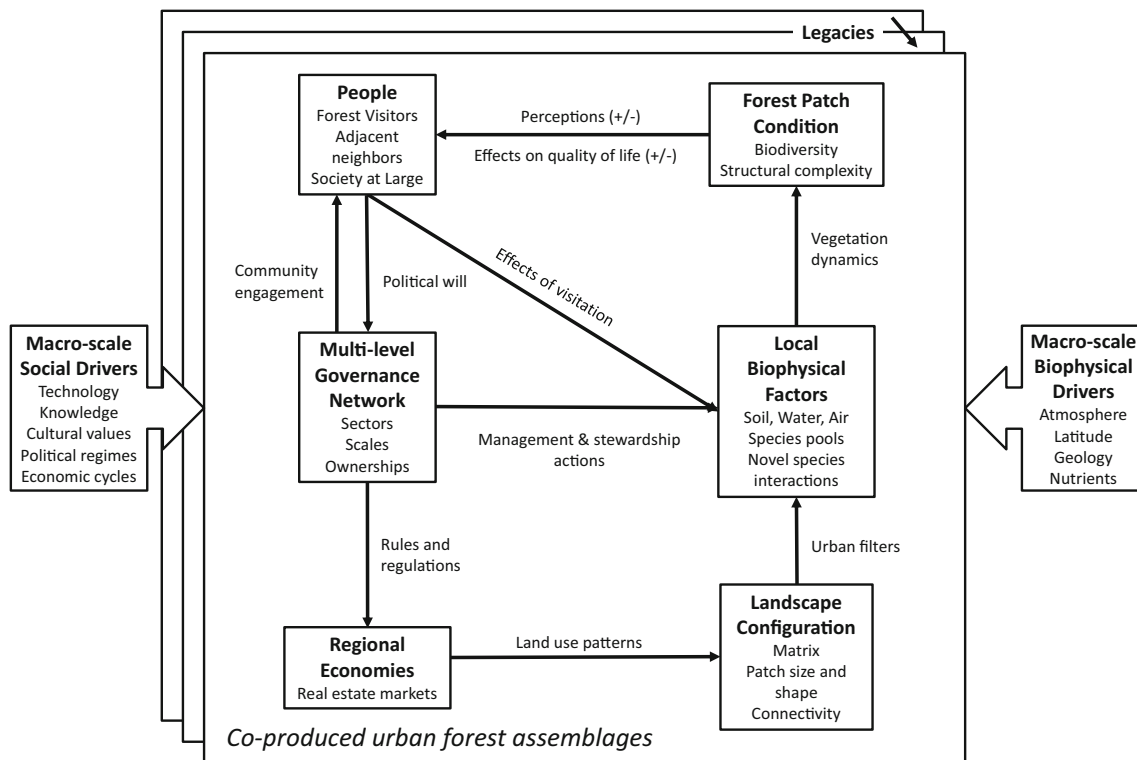 Legacies
People
Forest Visitors
Adjacent
neighbors
Society at Large
Perceptions (+/-)
Effects on quality of life (+/-)
Forest Patch
Condition
Biodiversity
Structural complexity
Community
engagement
Political will
Effects of visitation
Vegetation
dynamics
Macro-scale
Social Drivers
Technology
Knowledge
Cultural values
Political regimes
Economic cycles
Multi-level
Governance
Network
Sectors
Scales
Ownerships
Management & stewardship
actions
Local
Biophysical
Factors
Soil, Water, Air
Species pools
Novel species
interactions
Macro-scale
Biophysical
Drivers
Atmosphere
Latitude
Geology
Nutrients
Rules and
regulations
Urban filters
Regional
Economies
Real estate markets
Land use patterns
Landscape
Configuration
Matrix
Patch size and
shape
Connectivity
Co-produced urban forest assemblages